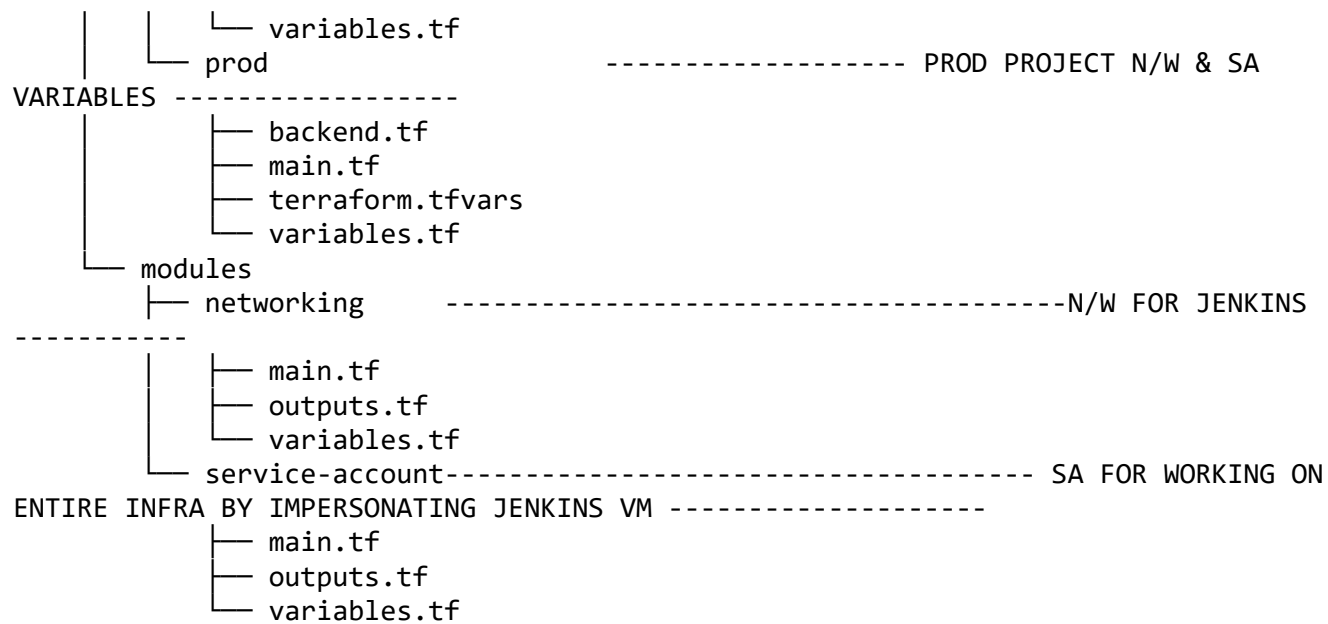 │   │   └── variables.tf
│   └── prod                     ------------------- PROD PROJECT N/W & SA
VARIABLES ------------------
│       ├── backend.tf
│       ├── main.tf
│       ├── terraform.tfvars
│       └── variables.tf
└── modules
├── networking     ---------------------------------------N/W FOR JENKINS
-----------
│   ├── main.tf
│   ├── outputs.tf
│   └── variables.tf
└── service-account------------------------------------- SA FOR WORKING ON
ENTIRE INFRA BY IMPERSONATING JENKINS VM --------------------
├── main.tf
├── outputs.tf
└── variables.tf